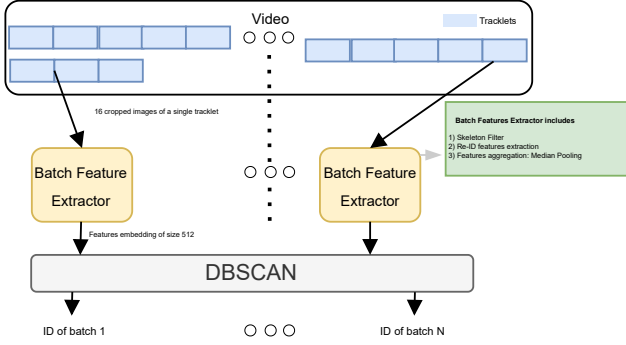 Video
Tracklets
16 cropped images of a single tracklet
Batch Features Extractor includes
1) Skeleton Filter
2) Re-ID features extraction
3) Features aggregation: Median Pooling
Batch Feature
Extractor
Batch Feature
Extractor
Features embedding of size 512
DBSCAN
ID of batch 1
ID of batch N